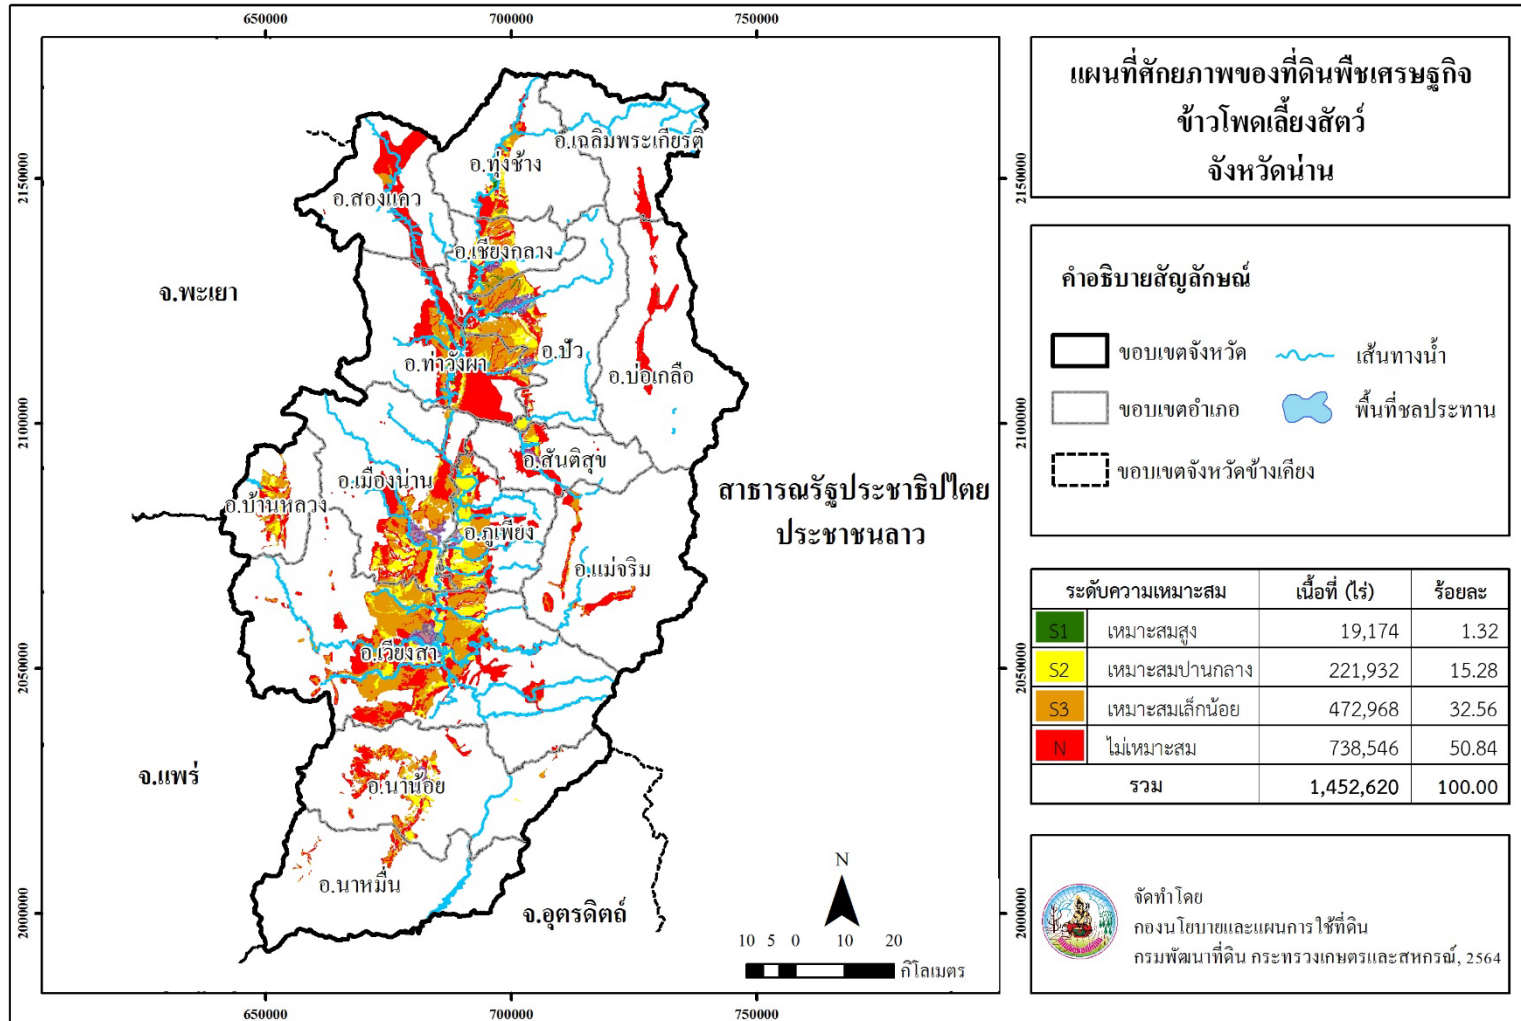 650000
700000
750000
2150000
2100000
2050000
2000000
2150000
2100000
2050000
2000000
อ.เฉลิมพระเกียรติ
อ.ทุ่งช้าง
อ.สองแคว
อ.เชียงกลาง
จ.พะเยา
อ.ปัว
อ.ท่าวังผา
อ.บ่อเกลือ
อ.สันติสุข
อ.เมืองน่าน
อ.บ้านหลวง
สาธารณรัฐประชาธิปไตย
ประชาชนลาว
อ.ภูเพียง
อ.แม่จริม
อ.เวียงสา
จ.แพร่
อ.นาน้อย
อ.นาหมื่น
จ.อุตรดิตถ์
N
10 5 0 10 20
กิโลเมตร
650000
700000
750000
แผนที่ศักยภาพของที่ดินพืชเศรษฐกิจ
ข้าวโพดเลี้ยงสัตว์
จังหวัดน่าน
คำอธิบายสัญลักษณ์
ขอบเขตจังหวัด เส้นทางน้ำ
ขอบเขตอำเภอ พื้นที่ชลประทาน
ขอบเขตจังหวัดข้างเคียง
ระดับความเหมาะสม เนื้อที่ (ไร่) ร้อยละ
S1 เหมาะสมสูง 19,174 1.32
S2 เหมาะสมปานกลาง 221,932 15.28
S3 เหมาะสมเล็กน้อย 472,968 32.56
N ไม่เหมาะสม 738,546 50.84
รวม 1,452,620 100.00
จัดทำโดย
กองนโยบายและแผนการใช้ที่ดิน
กรมพัฒนาที่ดิน กระทรวงเกษตรและสหกรณ์, 2564